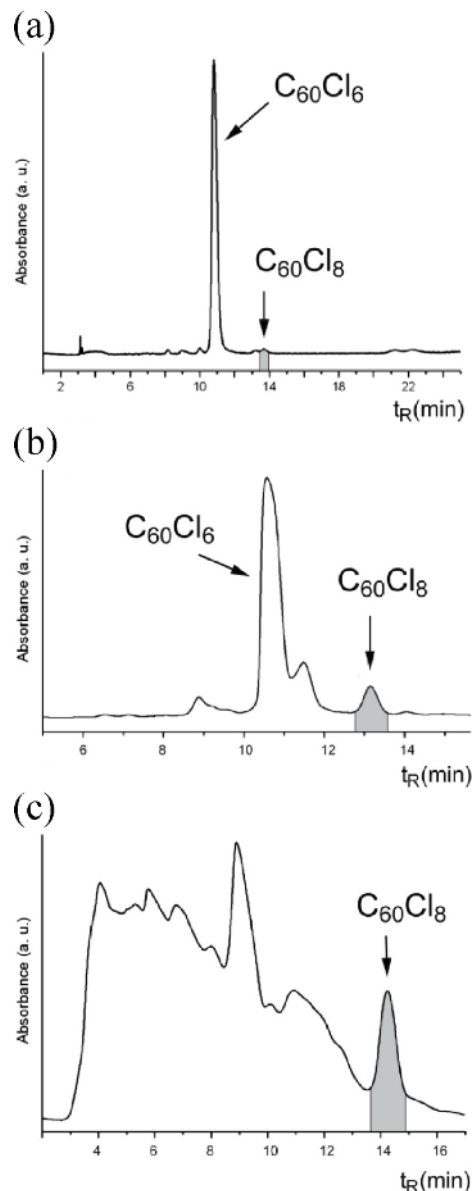 (a)
C60Cl6
C60Cl8
Absorbance (a. u.)
2 6 10 14 18 22
tR(min)
(b)
C60Cl6
C60Cl8
Absorbance (a. u.)
6 8 10 12 14
tR(min)
(c)
C60Cl8
Absorbance (a. u.)
4 6 8 10 12 14 16
tR(min)